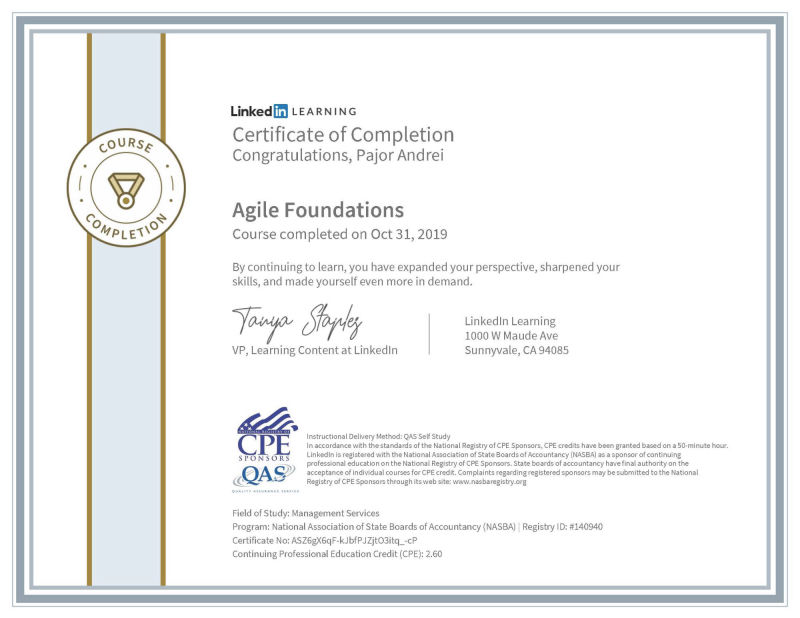 COURSE
COMPLETION
Linked in LEARNING
Certificate of Completion
Congratulations, Pajor Andrei
Agile Foundations
Course completed on Oct 31, 2019
By continuing to learn, you have expanded your perspective, sharpened your
skills, and made yourself even more in demand.
Tanya Staples
VP, Learning Content at LinkedIn
LinkedIn Learning
1000 W Maude Ave
Sunnyvale, CA 94085
NATIONAL REGISTRY OF
CPE
SPONSORS
QAS
QUALITY ASSURANCE SERVICE
Instructional Delivery Method: QAS Self Study
In accordance with the standards of the National Registry of CPE Sponsors, CPE credits have been granted based on a 50-minute hour.
LinkedIn is registered with the National Association of State Boards of Accountancy (NASBA) as a sponsor of continuing
professional education on the National Registry of CPE Sponsors. State boards of accountancy have final authority on the
acceptance of individual courses for CPE credit. Complaints regarding registered sponsors may be submitted to the National
Registry of CPE Sponsors through its web site: www.nasbaregistry.org
Field of Study: Management Services
Program: National Association of State Boards of Accountancy (NASBA) | Registry ID: #140940
Certificate No: ASZ6gX6qF-kJbfPJZjtO3itq_-cP
Continuing Professional Education Credit (CPE): 2.60